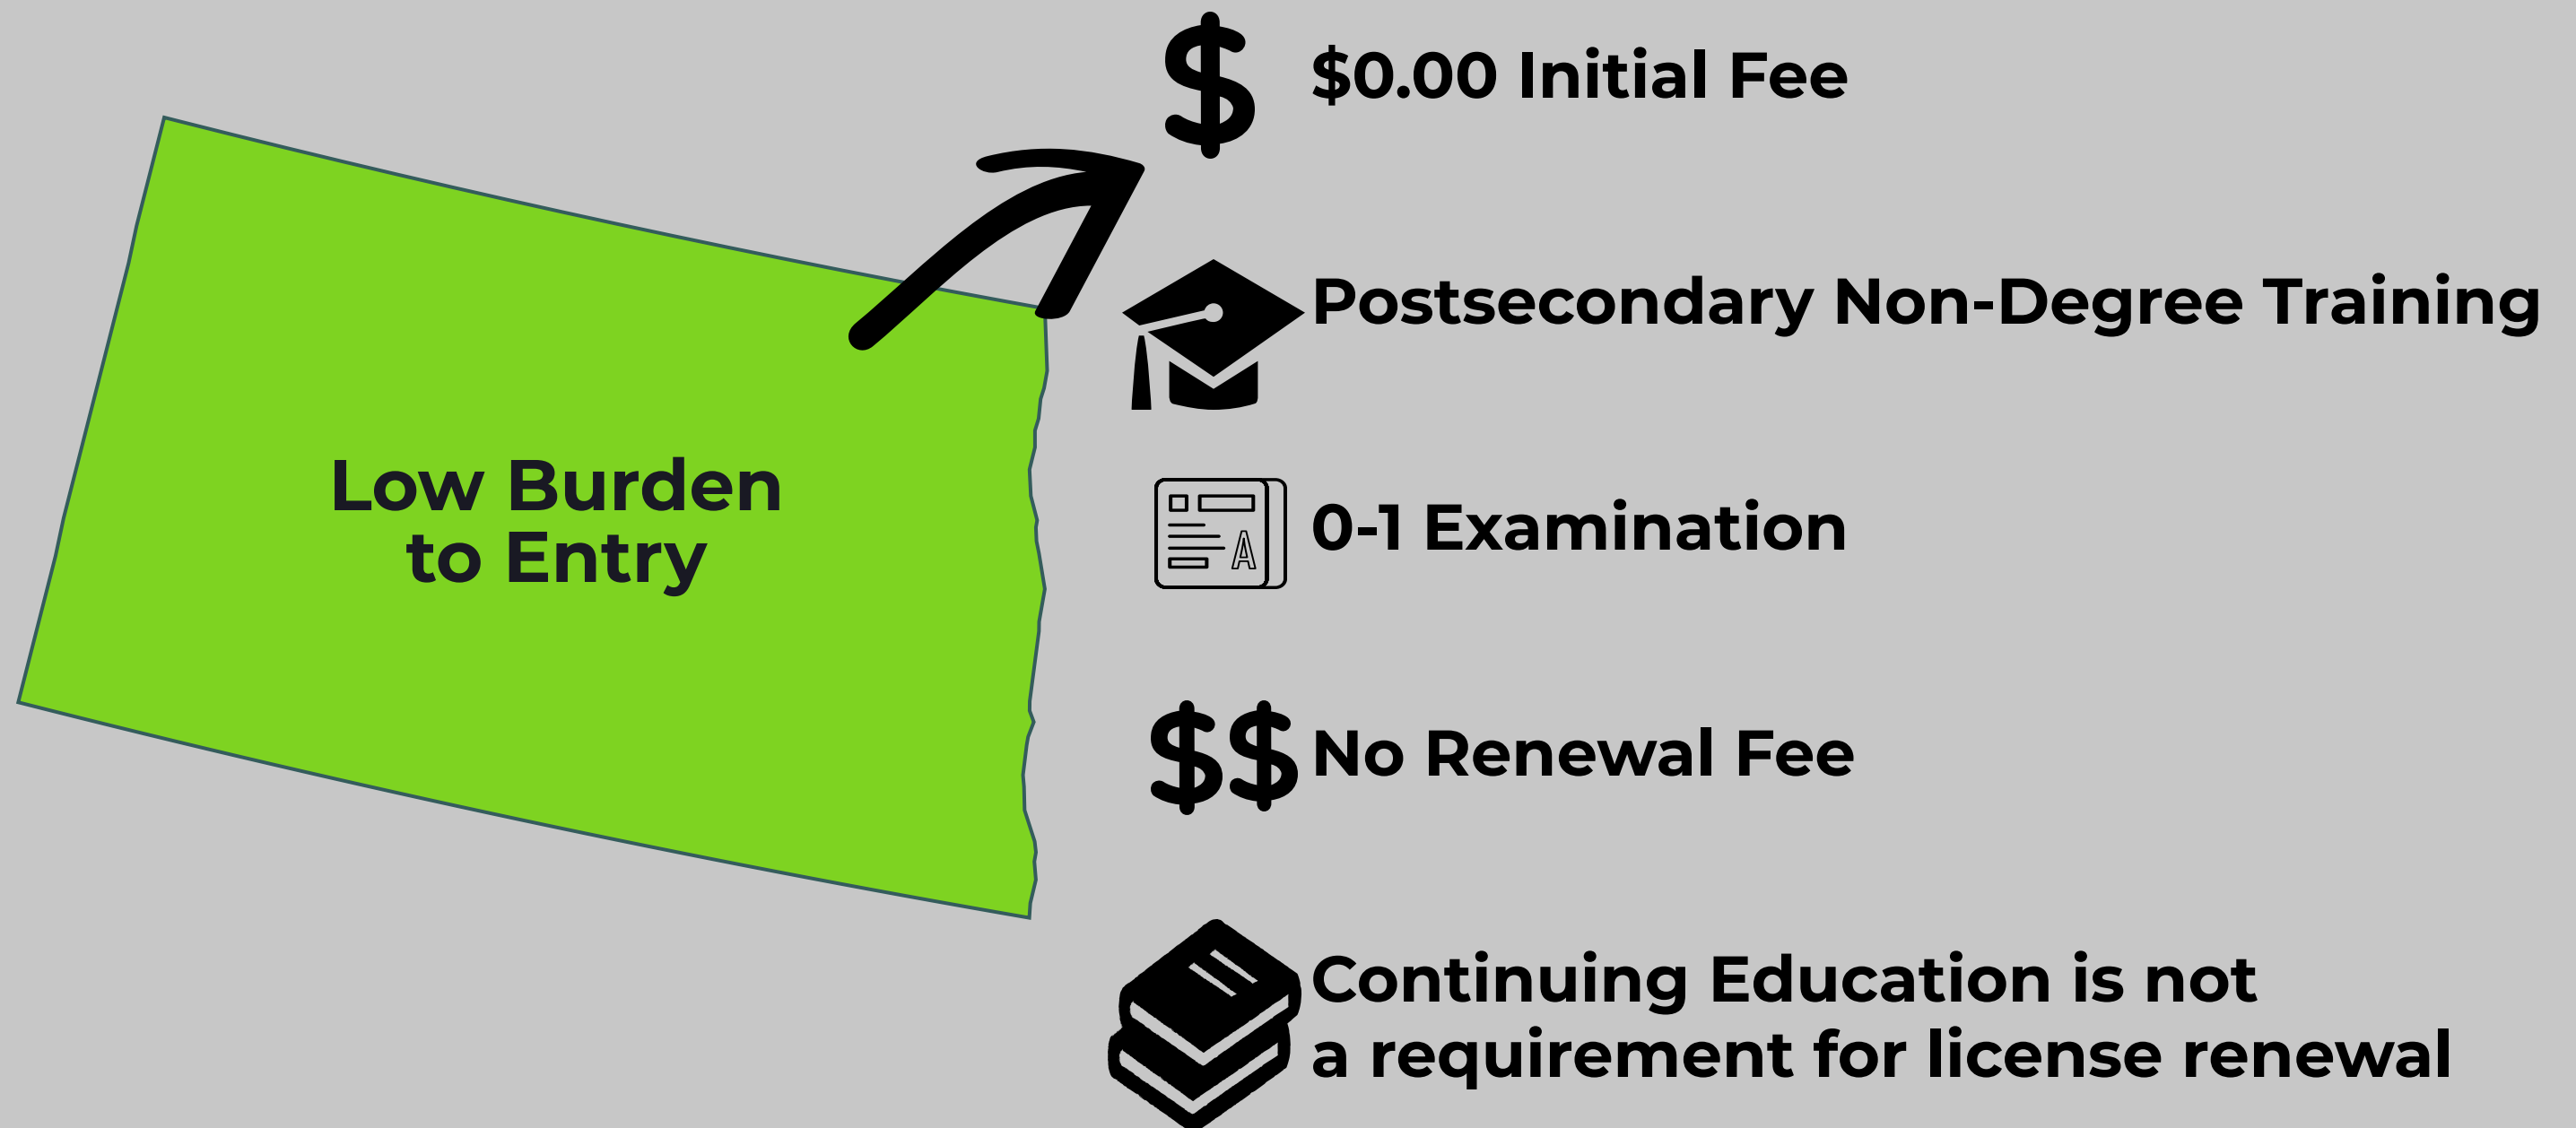 $0.00 Initial Fee
Postsecondary Non-Degree Training
Low Burden
to Entry
A
0-1 Examination
$$ No Renewal Fee
Continuing Education is not
a requirement for license renewal